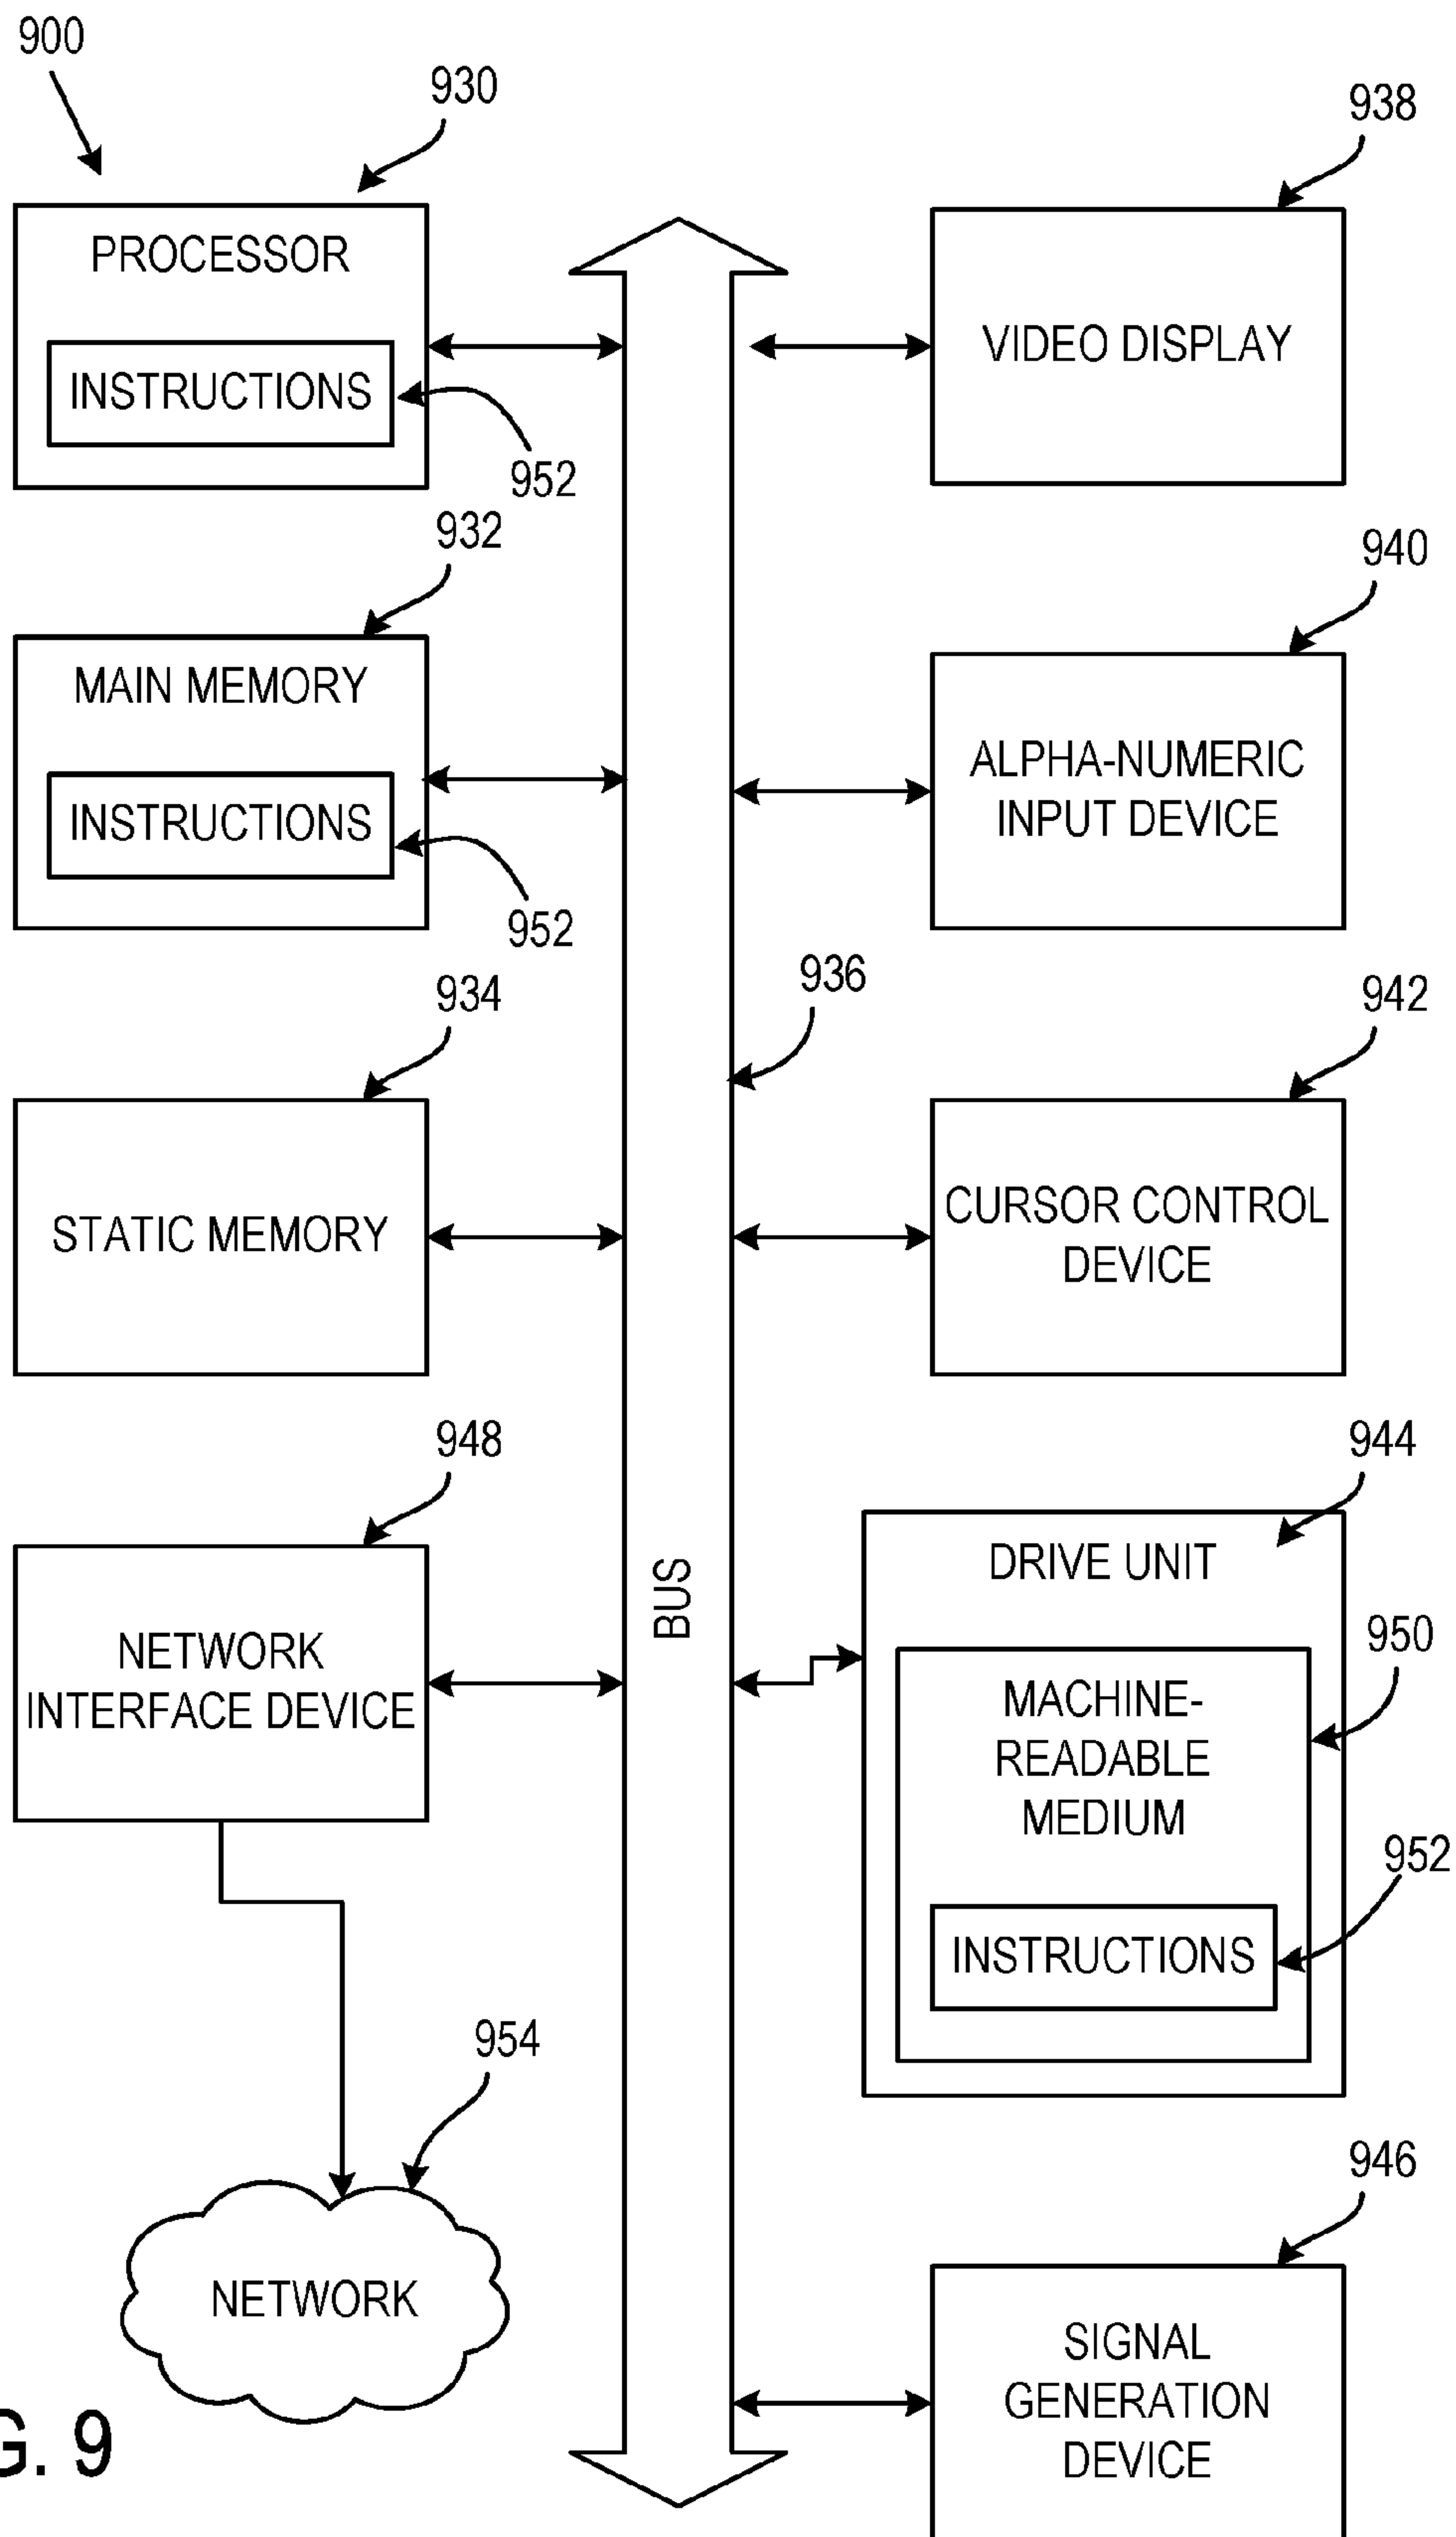 900
930
PROCESSOR
INSTRUCTIONS
952
932
MAIN MEMORY
INSTRUCTIONS
952
934
STATIC MEMORY
948
NETWORK
INTERFACE DEVICE
954
NETWORK
BUS
936
938
VIDEO DISPLAY
940
ALPHA-NUMERIC
INPUT DEVICE
942
CURSOR CONTROL
DEVICE
944
DRIVE UNIT
950
MACHINE-
READABLE
MEDIUM
952
INSTRUCTIONS
946
SIGNAL
GENERATION
DEVICE
G. 9